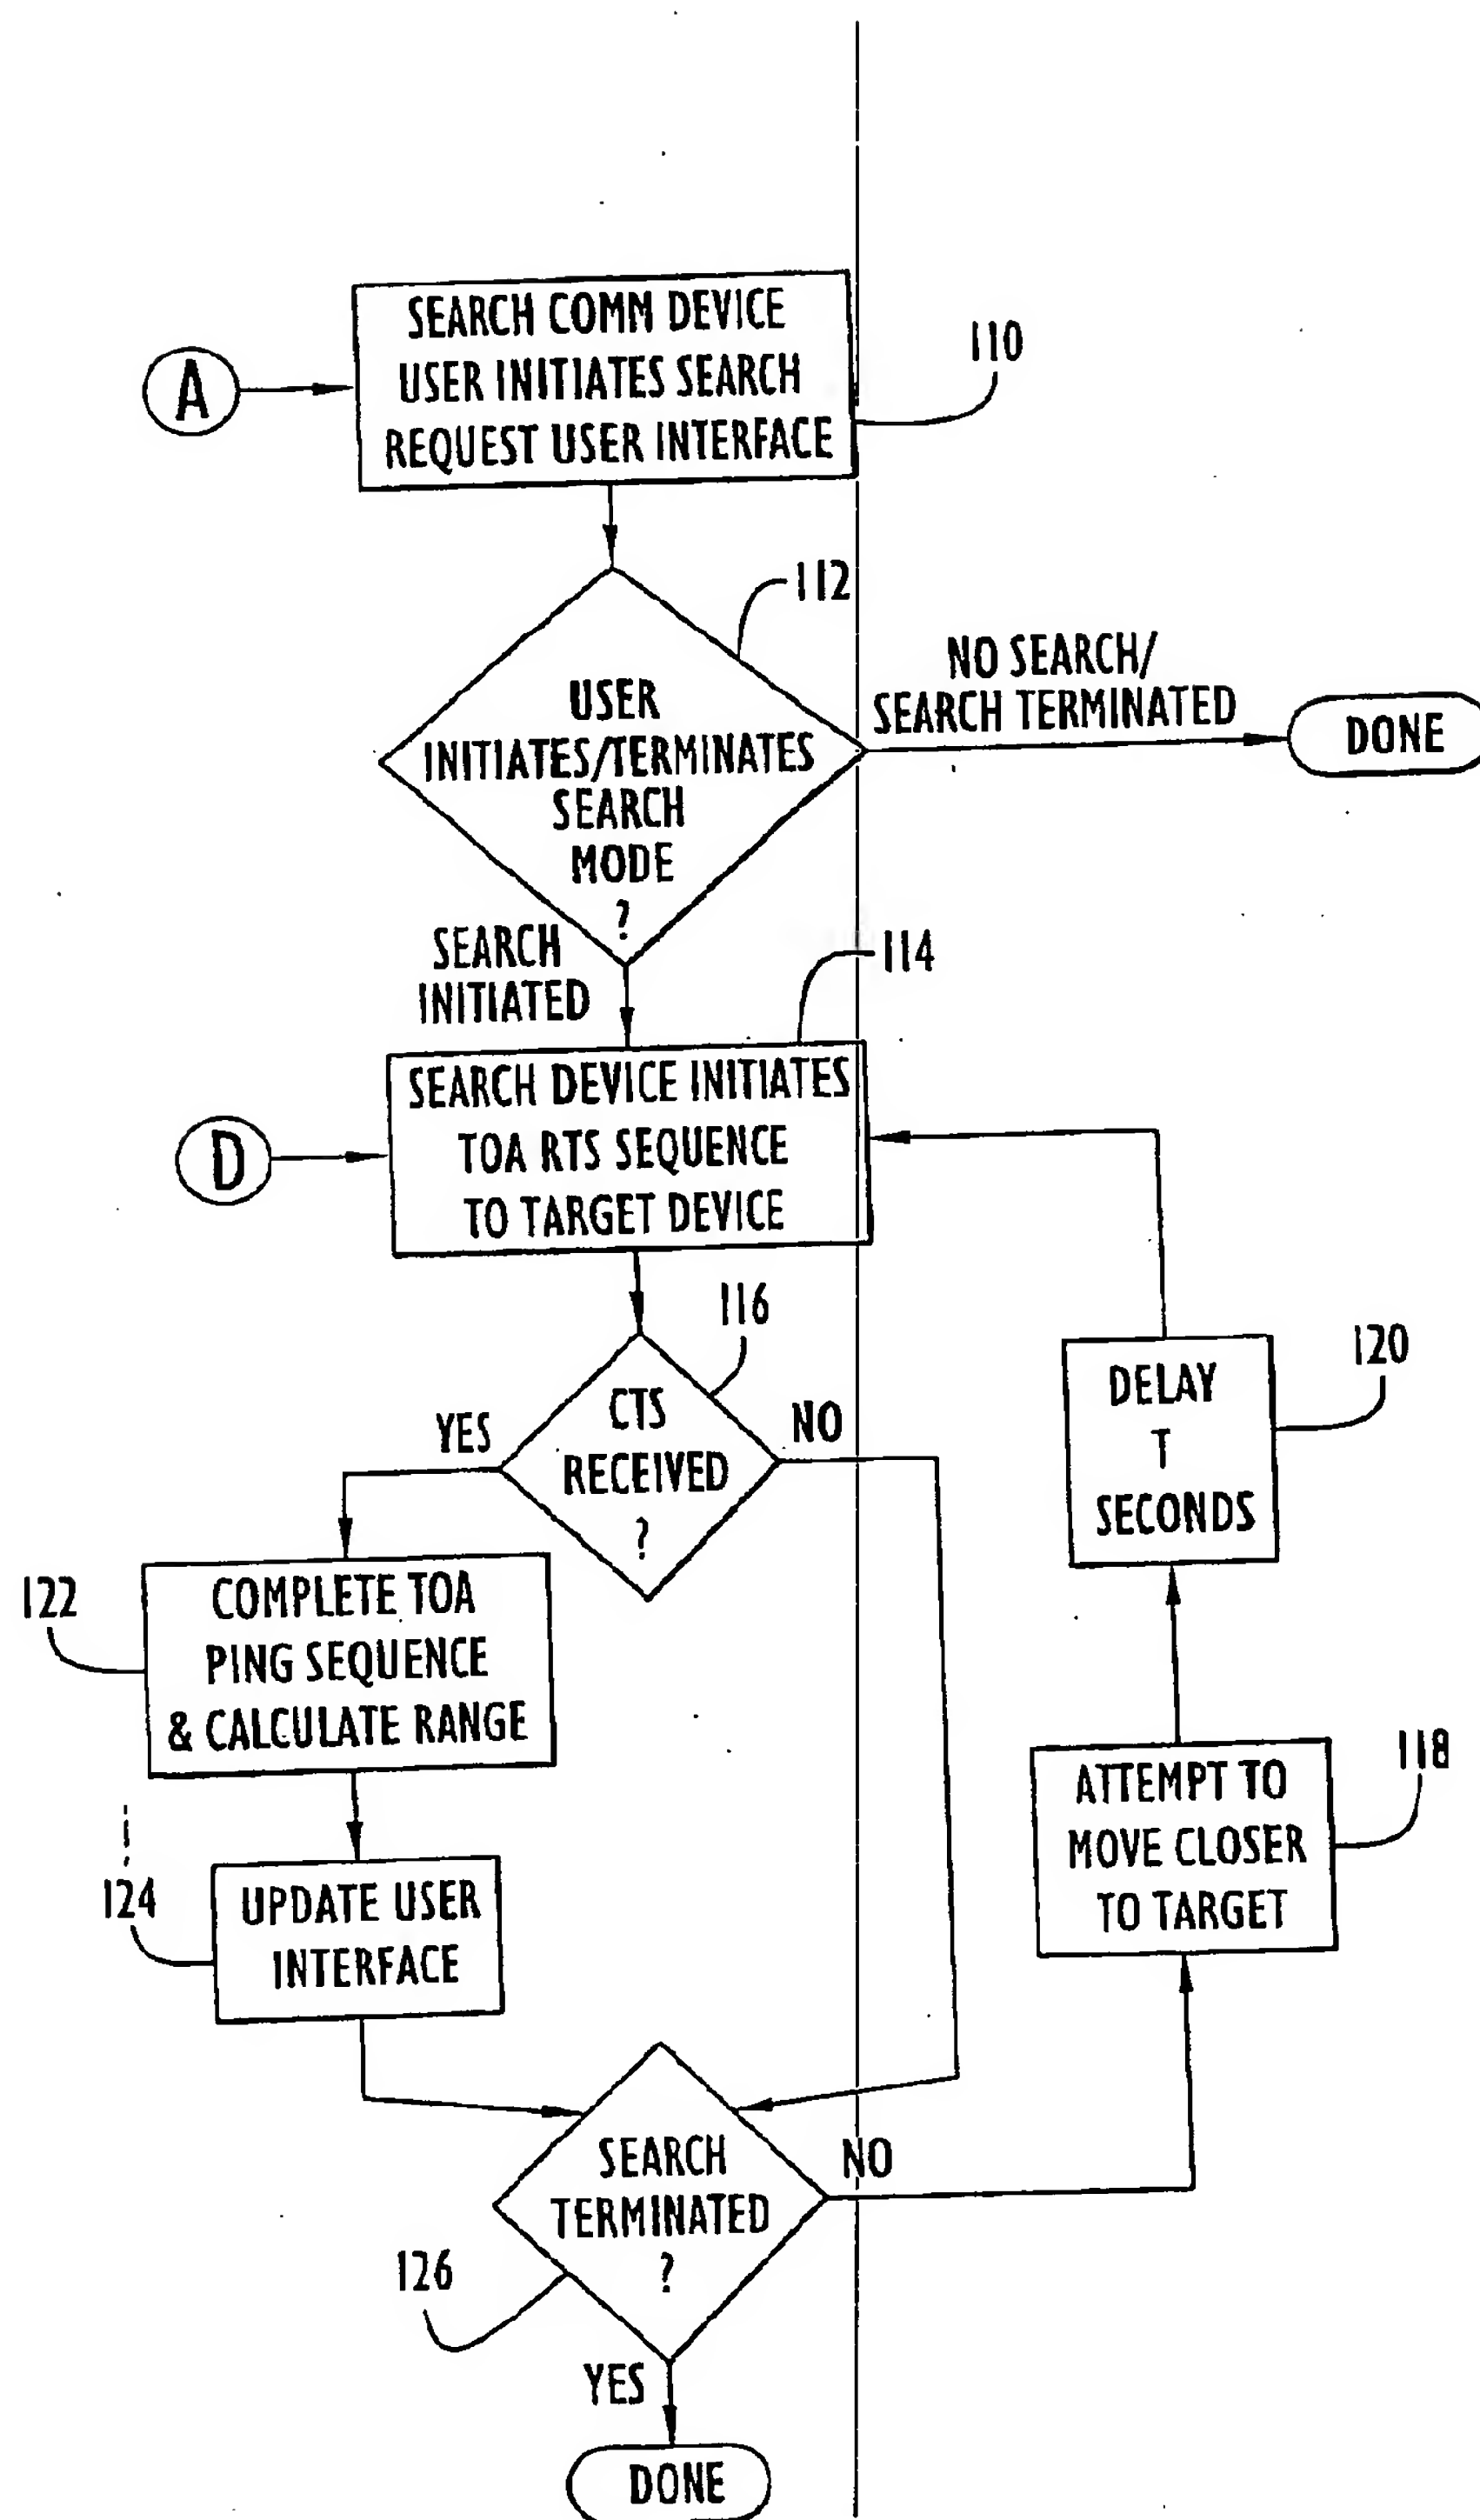 SEARCH COMM DEVICE
USER INITIATES SEARCH
REQUEST USER INTERFACE
110
A
112
USER
INITIATES/TERMINATES
SEARCH
MODE
?
NO SEARCH/
SEARCH TERMINATED
DONE
SEARCH
INITIATED
114
SEARCH DEVICE INITIATES
TOA RTS SEQUENCE
TO TARGET DEVICE
D
116
CTS
RECEIVED
?
YES
NO
120
DELAY
T
SECONDS
122
COMPLETE TOA
PING SEQUENCE
& CALCULATE RANGE
118
ATTEMPT TO
MOVE CLOSER
TO TARGET
124
UPDATE USER
INTERFACE
SEARCH
TERMINATED
?
NO
126
YES
DONE